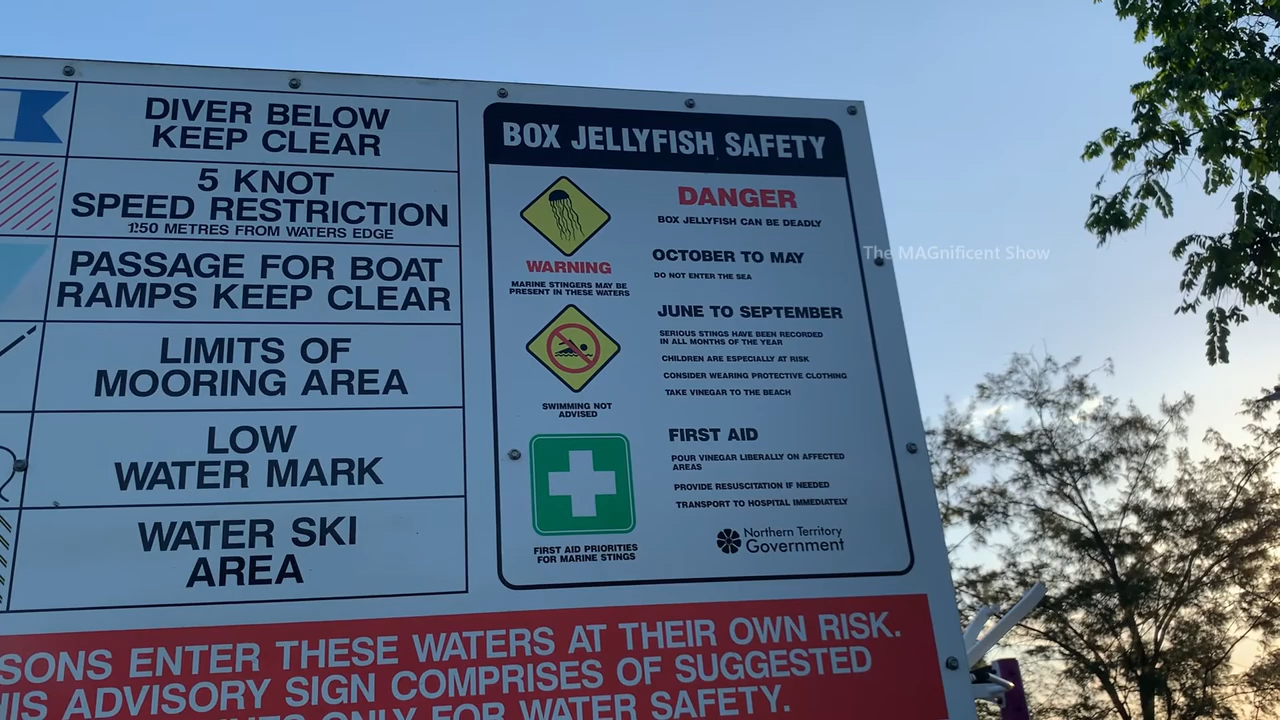 DIVER BELOW
KEEP CLEAR
5 KNOT
SPEED RESTRICTION
150 METRES FROM WATERS EDGE
PASSAGE FOR BOAT
RAMPS KEEP CLEAR
LIMITS OF
MOORING AREA
LOW
WATER MARK
WATER SKI
AREA
BOX JELLYFISH SAFETY
WARNING
MARINE STINGERS MAY BE
PRESENT IN THESE WATERS
SWIMMING NOT
ADVISED
FIRST AID PRIORITIES
FOR MARINE STINGS
DANGER
BOX JELLYFISH CAN BE DEADLY
OCTOBER TO MAY
DO NOT ENTER THE SEA
JUNE TO SEPTEMBER
SERIOUS STINGS HAVE BEEN RECORDED
IN ALL MONTHS OF THE YEAR
CHILDREN ARE ESPECIALLY AT RISK
CONSIDER WEARING PROTECTIVE CLOTHING
TAKE VINEGAR TO THE BEACH
FIRST AID
POUR VINEGAR LIBERALLY ON AFFECTED
AREAS
PROVIDE RESUSCITATION IF NEEDED
TRANSPORT TO HOSPITAL IMMEDIATELY
Northern Territory
Government
The MAGnificent Show
SONS ENTER THESE WATERS AT THEIR OWN RISK.
HIS ADVISORY SIGN COMPRISES OF SUGGESTED
ONLY FOR WATER SAFETY.